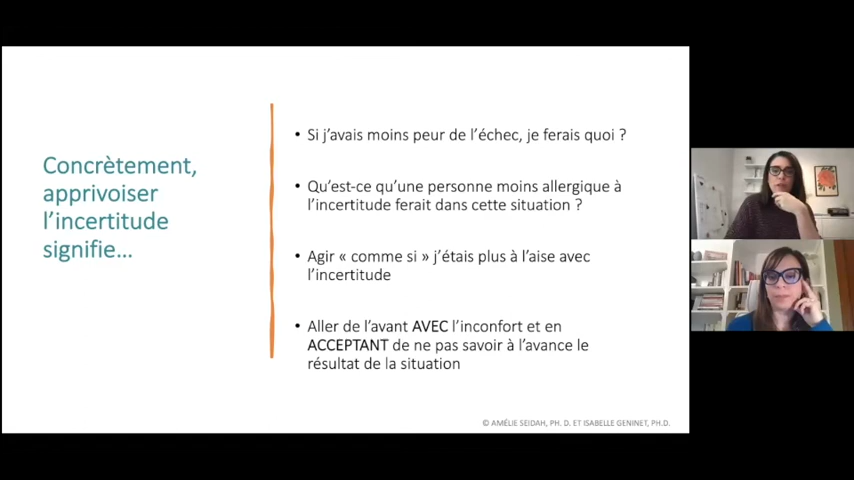 Concrètement,
apprivoiser
l’incertitude
signifie…
• Si j’avais moins peur de l’échec, je ferais quoi ?
• Qu’est-ce qu’une personne moins allergique à
l’incertitude ferait dans cette situation ?
• Agir « comme si » j’étais plus à l’aise avec
l’incertitude
• Aller de l’avant AVEC l’inconfort et en
ACCEPTANT de ne pas savoir à l’avance le
résultat de la situation
© AMÉLIE SEIDAH, PH. D. ET ISABELLE GENINET, PH.D.